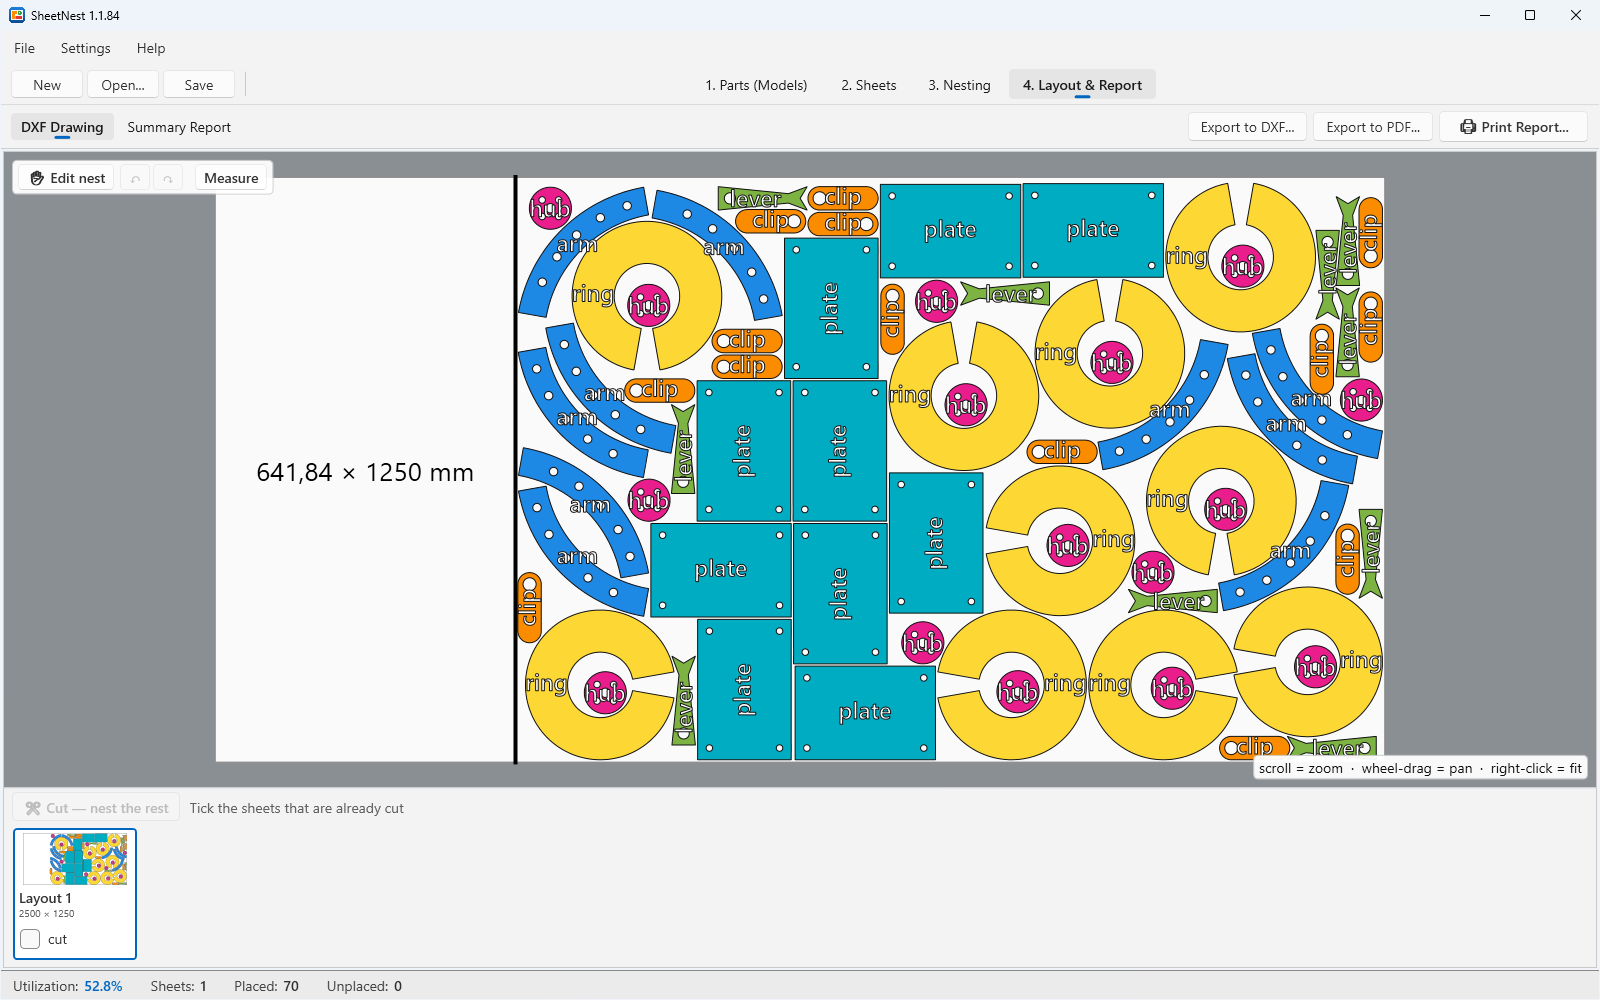 SheetNest 1.1.84
File Settings Help
New Open... Save
1. Parts (Models) 2. Sheets 3. Nesting 4. Layout & Report
DXF Drawing Summary Report
Export to DXF... Export to PDF... Print Report...
Edit nest Measure
641,84 × 1250 mm
hub arm arm lever clip clip clip plate plate ring hub lever lever clip
ring hub plate clip hub lever ring hub lever clip clip
clip clip arm clip arm lever plate plate ring hub arm arm arm hub
clip arm hub plate ring hub ring hub arm clip lever
arm plate plate hub lever
clip ring hub lever plate plate hub hub ring ring hub hub ring
clip lever
scroll = zoom · wheel-drag = pan · right-click = fit
Cut — nest the rest Tick the sheets that are already cut
Layout 1
2500 × 1250
cut
Utilization: 52.8% Sheets: 1 Placed: 70 Unplaced: 0